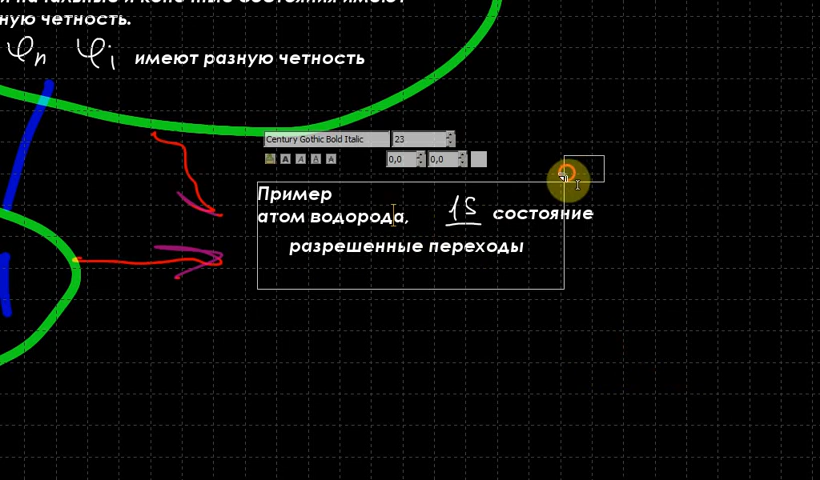 ную четность.
φn φi имеют разную четность
Century Gothic Bold Italic 23
A A A A A 0,0 0,0
Пример
атом водорода, 1S состояние
разрешенные переходы